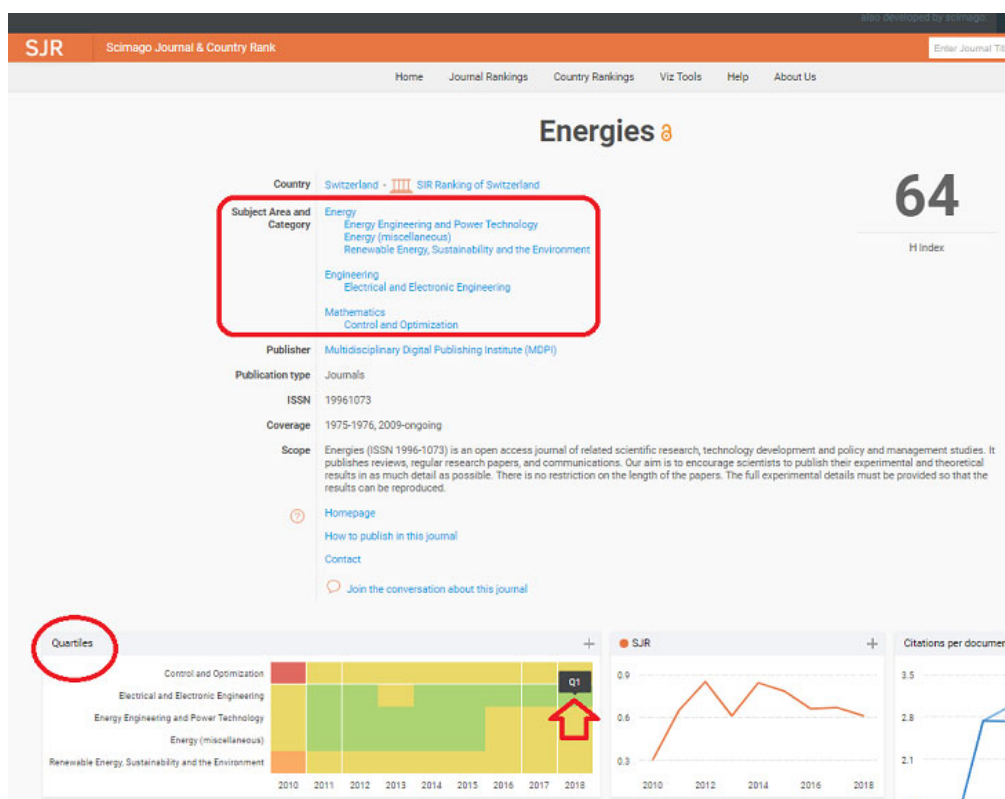 also developed by scimago
SJR
Scimago Journal & Country Rank
Enter Journal Tit
Home Journal Rankings Country Rankings Viz Tools Help About Us
Energies
Country
Switzerland - SIR Ranking of Switzerland
64
H Index
Subject Area and
Category
Energy
Energy Engineering and Power Technology
Energy (miscellaneous)
Renewable Energy, Sustainability and the Environment
Engineering
Electrical and Electronic Engineering
Mathematics
Control and Optimization
Publisher
Multidisciplinary Digital Publishing Institute (MDPI)
Publication type
Journals
ISSN
19961073
Coverage
1975-1976, 2009-ongoing
Scope
Energies (ISSN 1996-1073) is an open access journal of related scientific research, technology development and policy and management studies. It
publishes reviews, regular research papers, and communications. Our aim is to encourage scientists to publish their experimental and theoretical
results in as much detail as possible. There is no restriction on the length of the papers. The full experimental details must be provided so that the
results can be reproduced.
?
Homepage
How to publish in this journal
Contact
Join the conversation about this journal
Quartiles +
Control and Optimization
Electrical and Electronic Engineering
Energy Engineering and Power Technology
Energy (miscellaneous)
Renewable Energy, Sustainability and the Environment
Q1
2010 2011 2012 2013 2014 2015 2016 2017 2018
SJR +
0.9
0.6
0.3
2010 2012 2014 2016 2018
Citations per documen
3.5
2.8
2.1